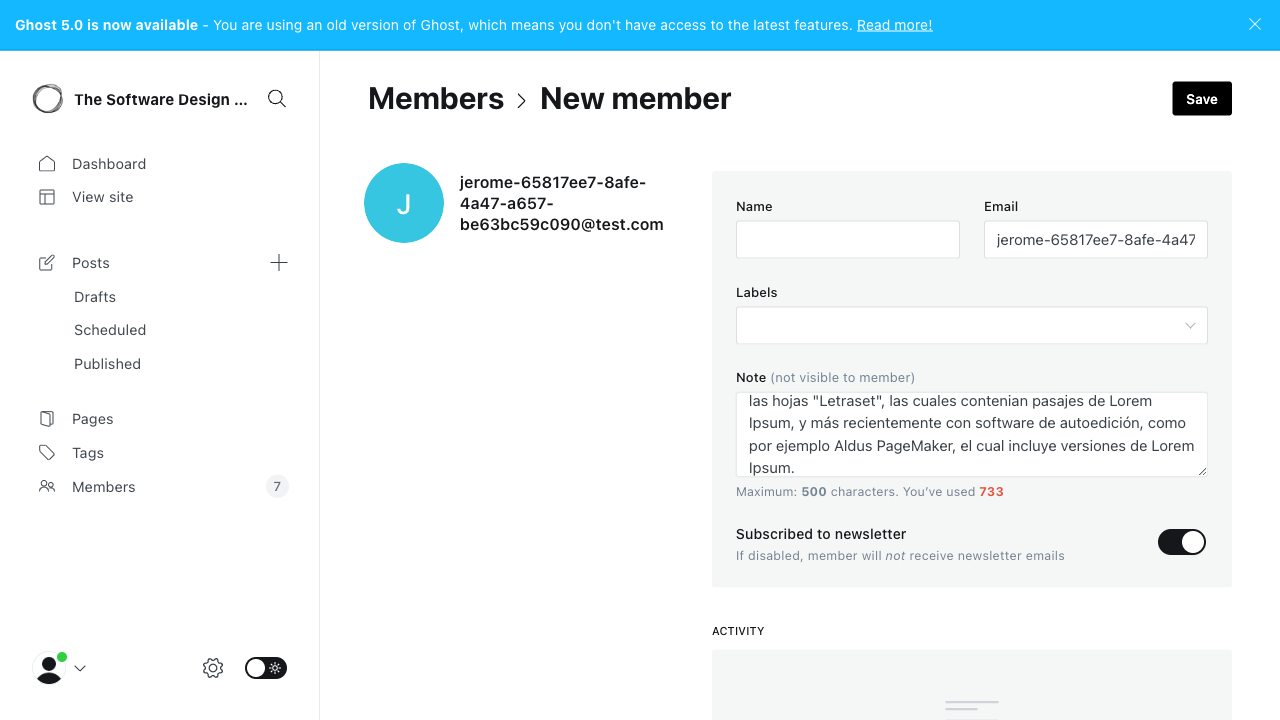 Ghost 5.0 is now available - You are using an old version of Ghost, which means you don't have access to the latest features. Read more!
The Software Design ...
Dashboard
View site
Posts
Drafts
Scheduled
Published
Pages
Tags
Members
7
Members > New member
Save
J
jerome-65817ee7-8afe-
4a47-a657-
be63bc59c090@test.com
Name
Email
jerome-65817ee7-8afe-4a47
Labels
Note (not visible to member)
las hojas "Letraset", las cuales contenian pasajes de Lorem
Ipsum, y más recientemente con software de autoedición, como
por ejemplo Aldus PageMaker, el cual incluye versiones de Lorem
Ipsum.
Maximum: 500 characters. You've used 733
Subscribed to newsletter
If disabled, member will not receive newsletter emails
ACTIVITY